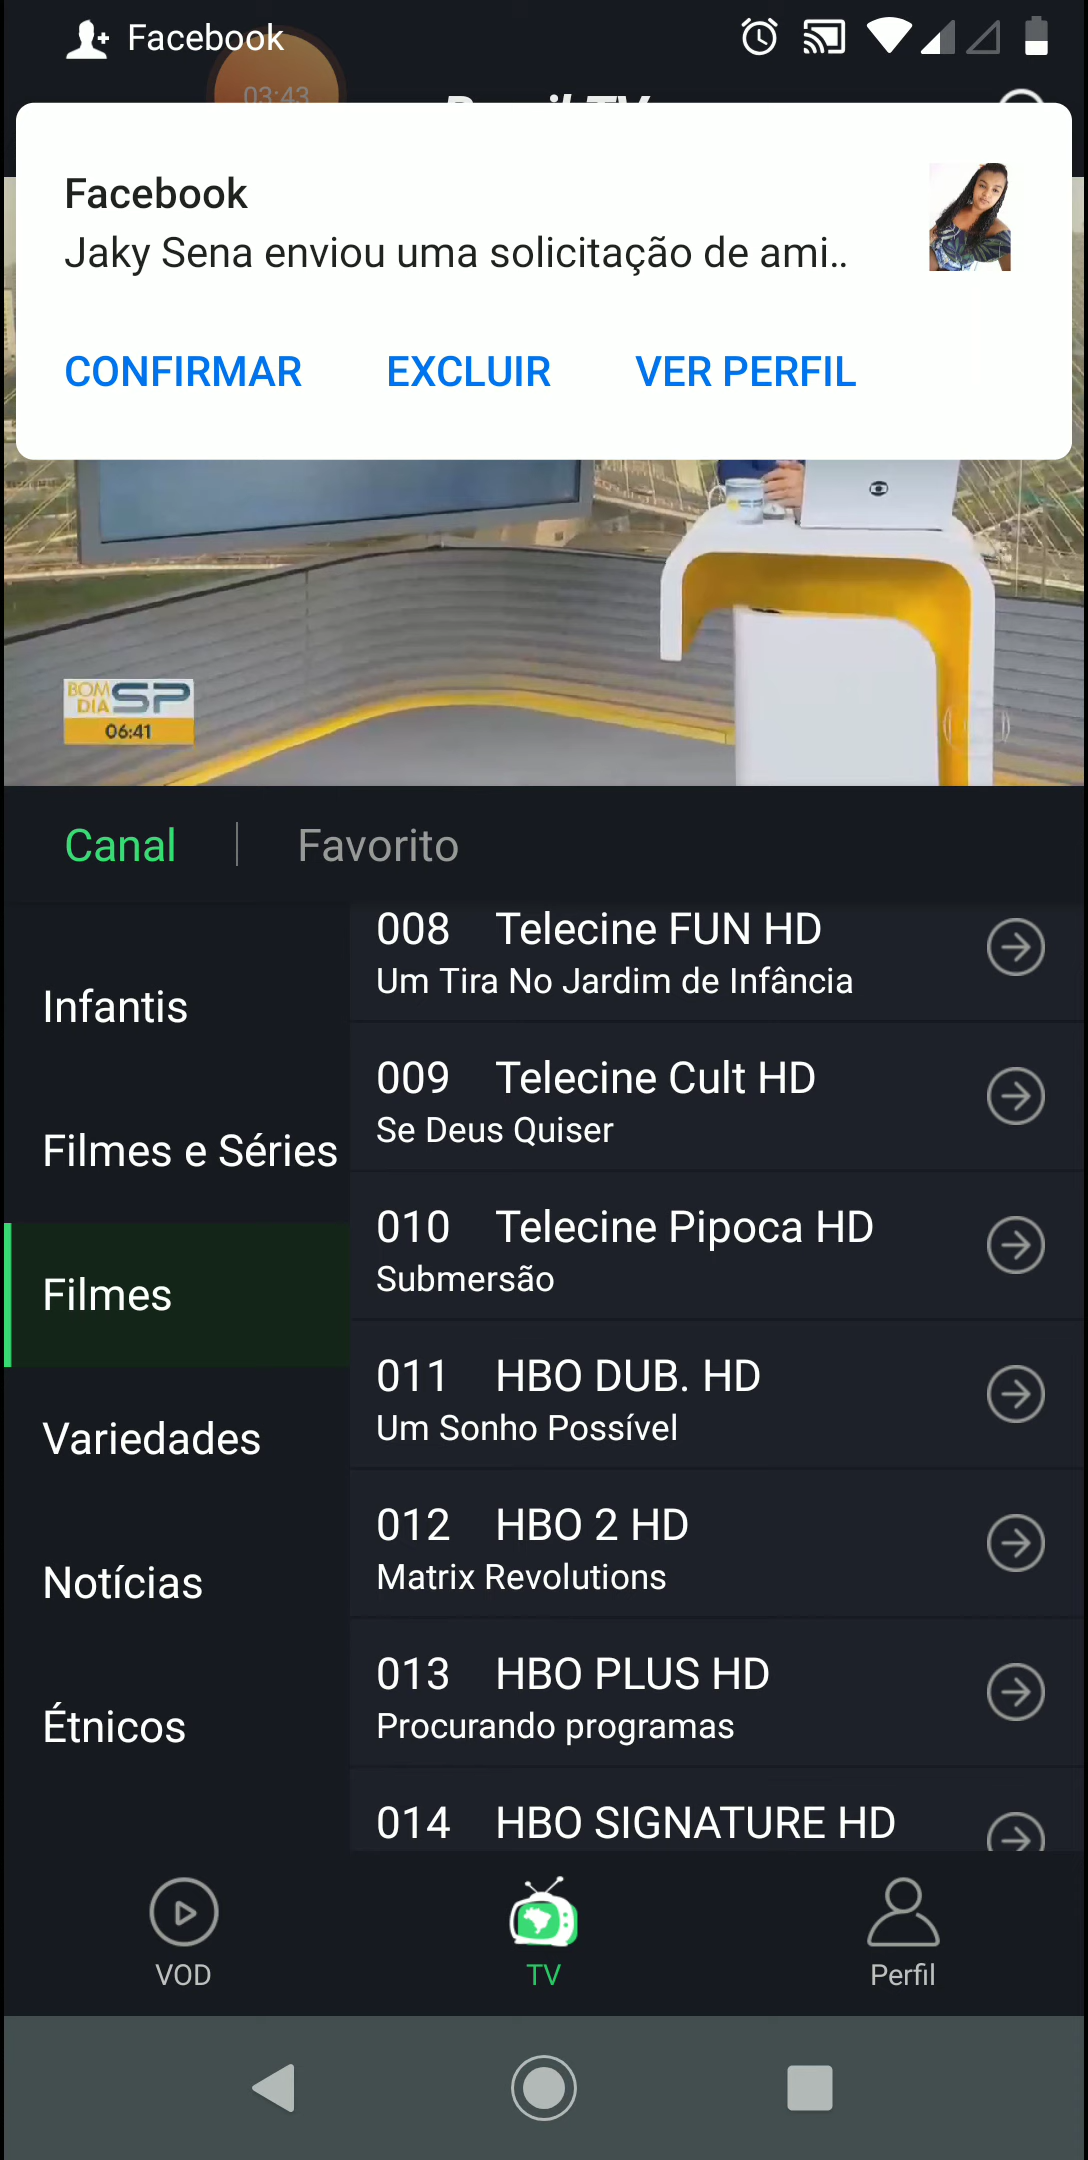 Facebook
03:43
Facebook
Jaky Sena enviou uma solicitação de ami..
CONFIRMAR EXCLUIR VER PERFIL
BOM DIA SP
06:41
Canal Favorito
Infantis
Filmes e Séries
Filmes
Variedades
Notícias
Étnicos
008 Telecine FUN HD
Um Tira No Jardim de Infância
009 Telecine Cult HD
Se Deus Quiser
010 Telecine Pipoca HD
Submersão
011 HBO DUB. HD
Um Sonho Possível
012 HBO 2 HD
Matrix Revolutions
013 HBO PLUS HD
Procurando programas
014 HBO SIGNATURE HD
VOD TV Perfil